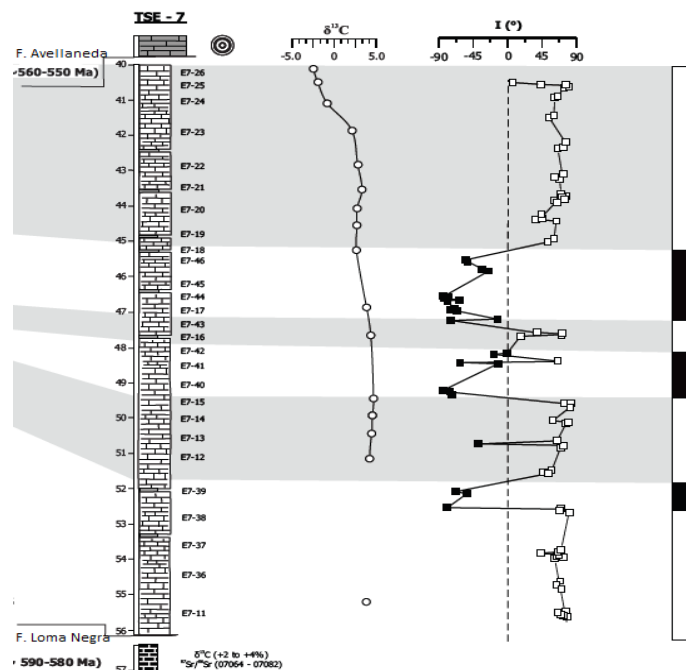 TSE - 7
δ¹³C
I (°)
-5.0 0 5.0
-90 -45 0 45 90
F. Avellaneda
~560-550 Ma)
40
41
42
43
44
45
46
47
48
49
50
51
52
53
54
55
56
57
E7-26
E7-25
E7-24
E7-23
E7-22
E7-21
E7-20
E7-19
E7-18
E7-46
E7-45
E7-44
E7-17
E7-43
E7-16
E7-42
E7-41
E7-40
E7-15
E7-14
E7-13
E7-12
E7-39
E7-38
E7-37
E7-36
E7-11
F. Loma Negra
590-580 Ma)
δ¹³C (+2 to +4%)
⁸⁷Sr/⁸⁶Sr (07064 - 07082)